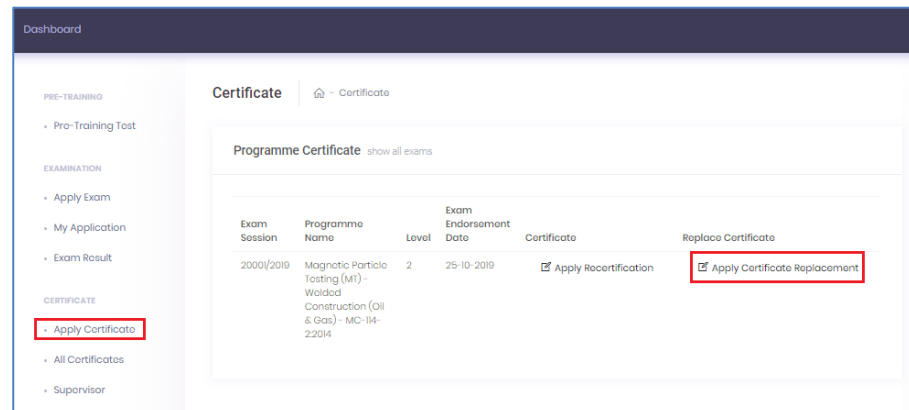 Dashboard
PRE-TRAINING
Pre-Training Test
EXAMINATION
Apply Exam
My Application
Exam Result
CERTIFICATE
Apply Certificate
All Certificates
Supervisor
Certificate - Certificate
Programme Certificate show all exams
Exam
Session
Programme
Name
Level
Exam
Endorsement
Date
Certificate
Replace Certificate
20001/2019
Magnetic Particle
Testing (MT) -
Welded
Construction (Oil
& Gas) - MC-114-
2:2014
2
25-10-2019
Apply Recertification
Apply Certificate Replacement